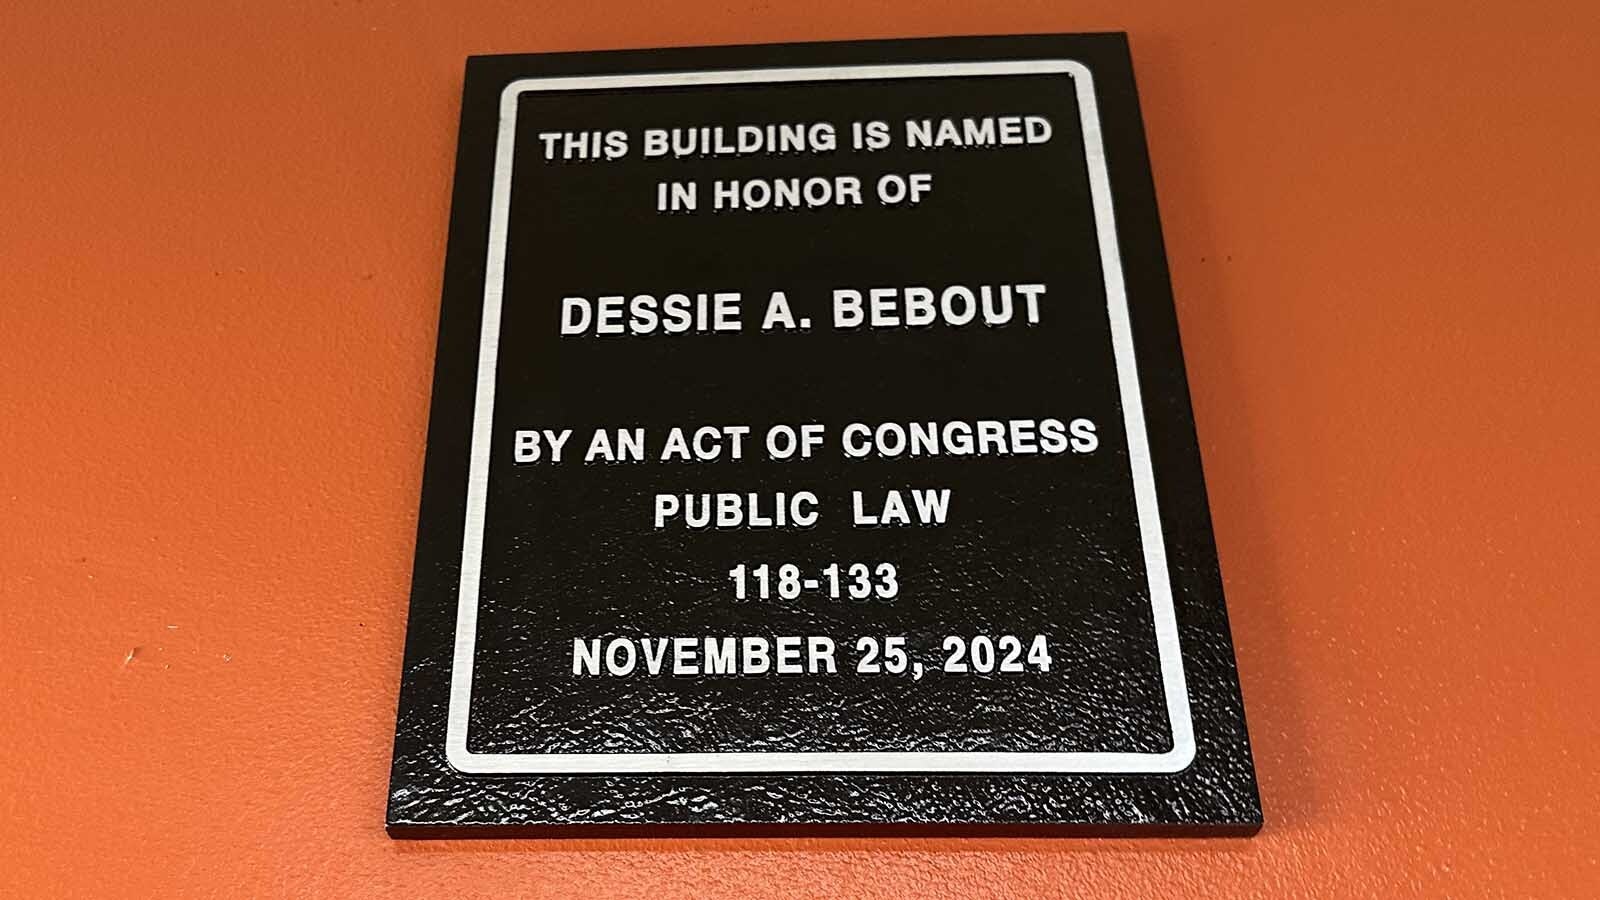 THIS BUILDING IS NAMED
IN HONOR OF
DESSIE A. BEBOUT
BY AN ACT OF CONGRESS
PUBLIC LAW
118-133
NOVEMBER 25, 2024